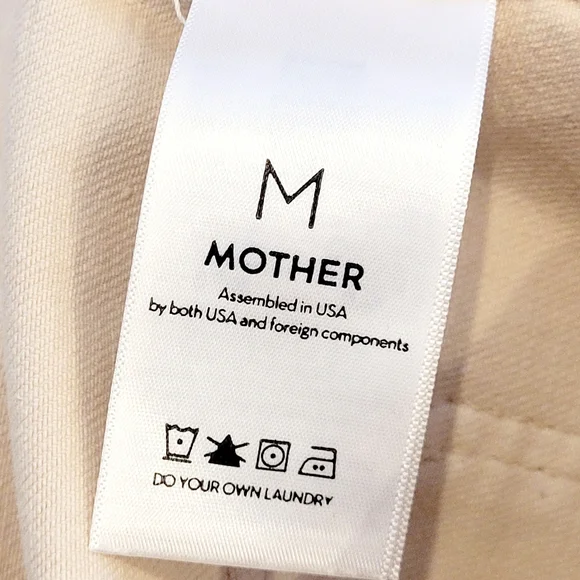 M
MOTHER
Assembled in USA
by both USA and foreign components
DO YOUR OWN LAUNDRY